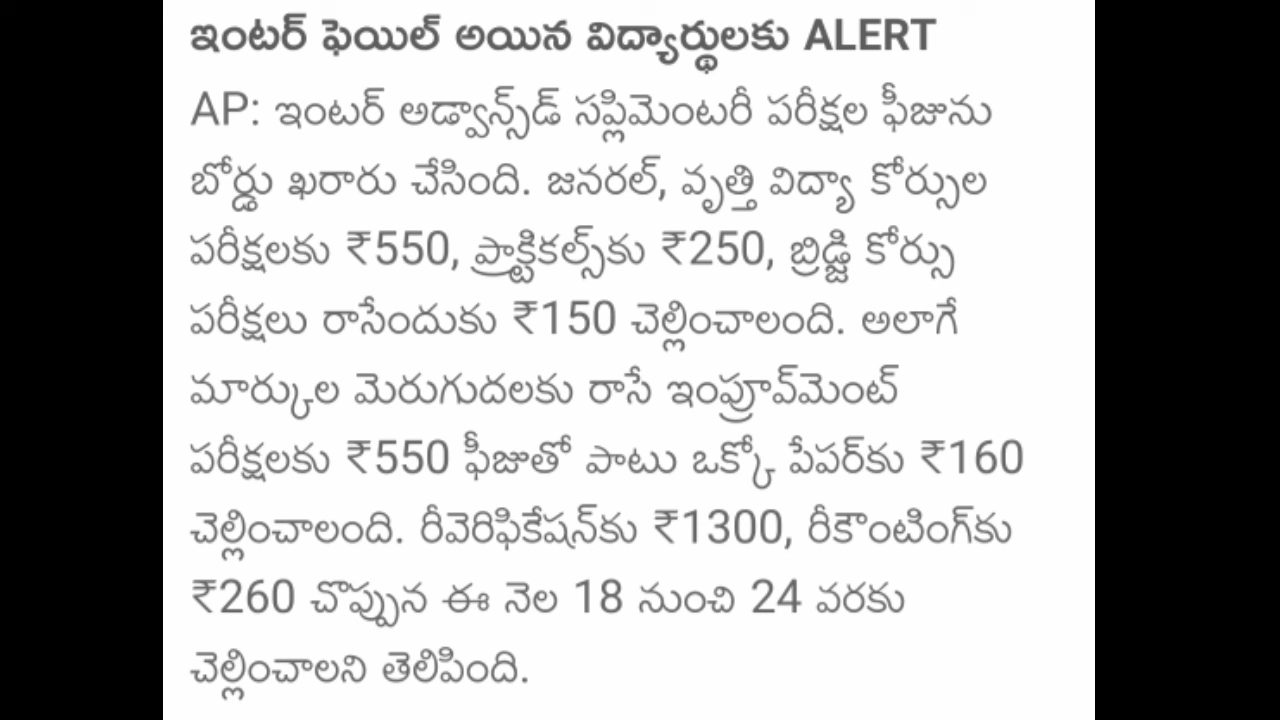 ఇంటర్ ఫెయిల్ అయిన విద్యార్థులకు ALERT
AP: ఇంటర్ అడ్వాన్స్‌డ్ సప్లిమెంటరీ పరీక్షల ఫీజును
బోర్డు ఖరారు చేసింది. జనరల్, వృత్తి విద్యా కోర్సుల
పరీక్షలకు ₹550, ప్రాక్టికల్స్‌కు ₹250, బ్రిడ్జి కోర్సు
పరీక్షలు రాసేందుకు ₹150 చెల్లించాలంది. అలాగే
మార్కుల మెరుగుదలకు రాసే ఇంప్రూవ్‌మెంట్
పరీక్షలకు ₹550 ఫీజుతో పాటు ఒక్కో పేపర్‌కు ₹160
చెల్లించాలంది. రీవెరిఫికేషన్‌కు ₹1300, రీకౌంటింగ్‌కు
₹260 చొప్పున ఈ నెల 18 నుంచి 24 వరకు
చెల్లించాలని తెలిపింది.